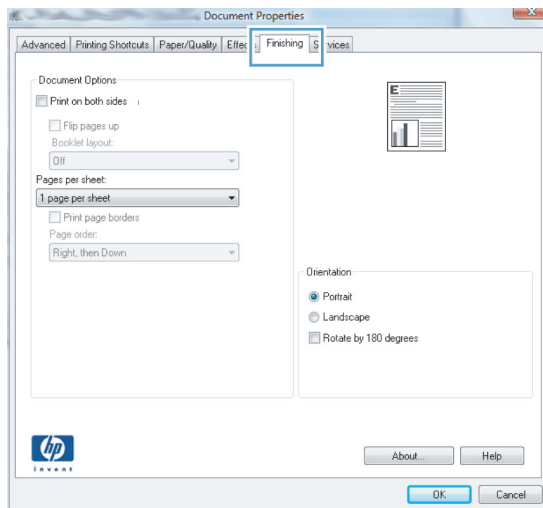 Document Properties
Advanced Printing Shortcuts Paper/Quality Finishing
Document Options
Print on both sides
Flip pages up
Booklet layout:
Off
Pages per sheet:
1 page per sheet
Print page borders
Page order:
Right, then Down
E
Orientation
Portrait
Landscape
Rotate by 180 degrees
hp
invent
About... Help
OK Cancel